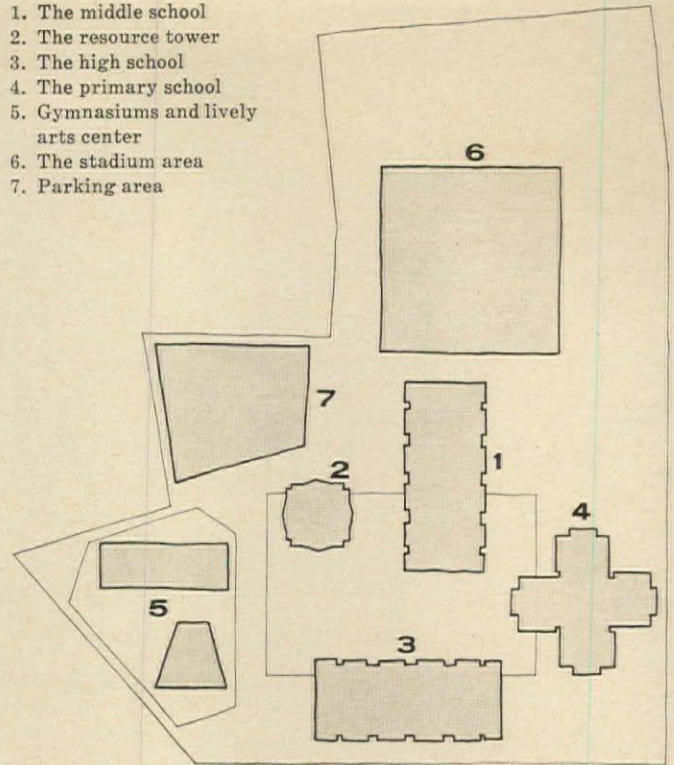 1. The middle school
2. The resource tower
3. The high school
4. The primary school
5. Gymnasiums and lively
arts center
6. The stadium area
7. Parking area
6
7
1
2
4
5
3